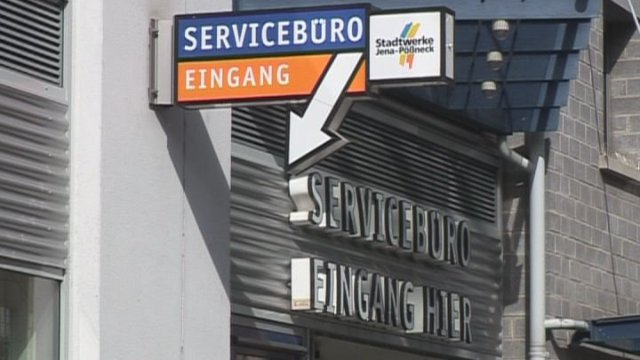 SERVICEBÜRO
EINGANG
Stadtwerke
Jena-Pößneck
SERVICEBÜRO
EINGANG HIER